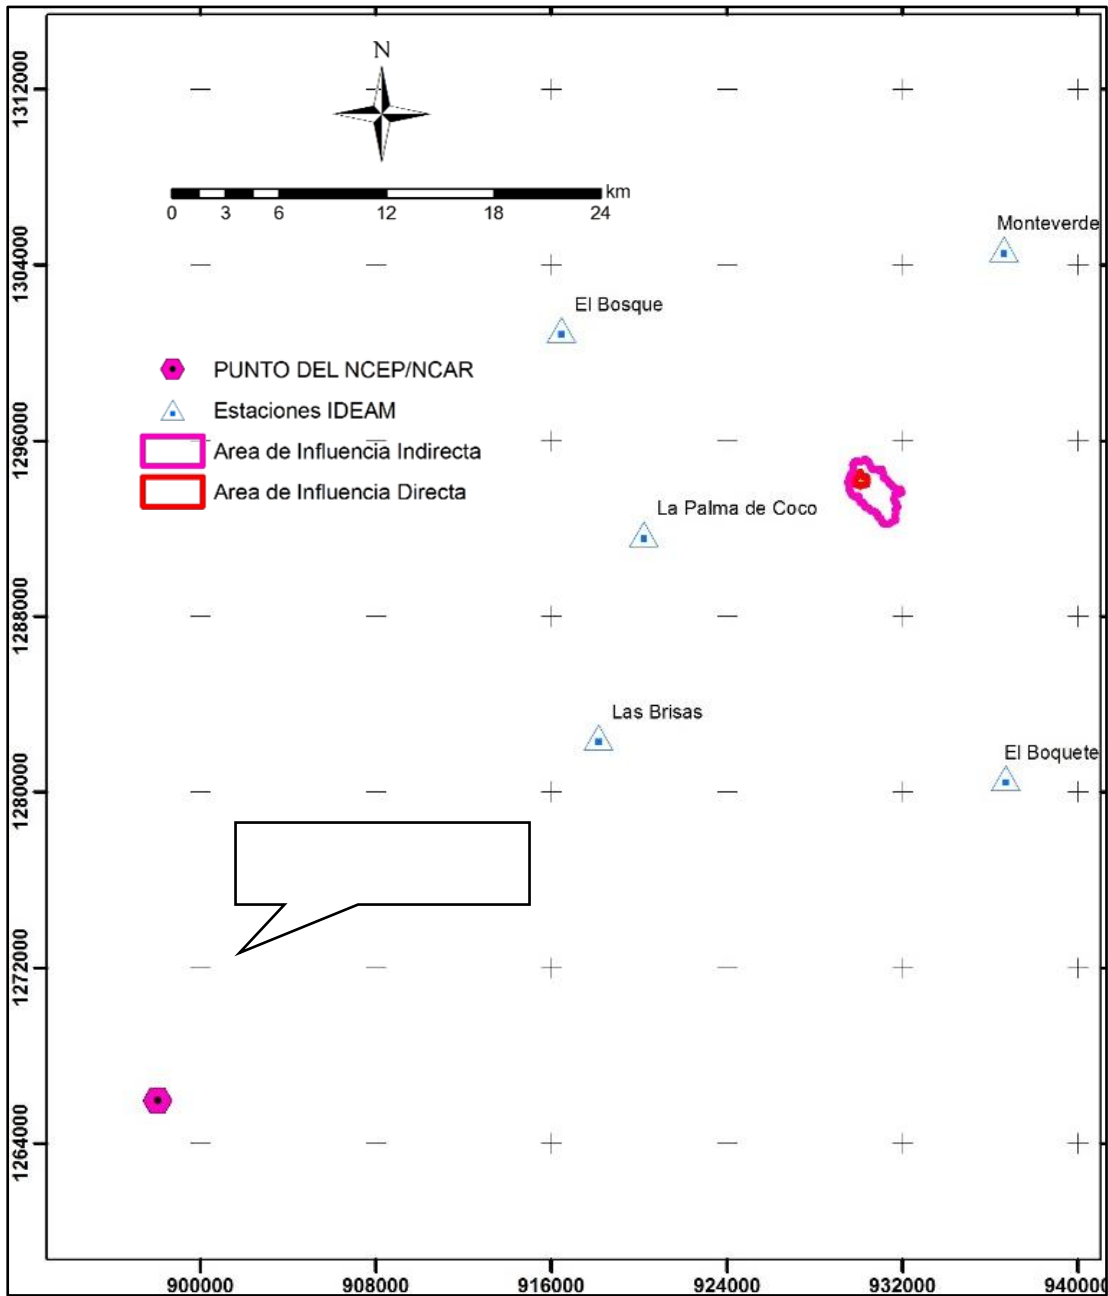 N
km
0 3 6 12 18 24
Monteverde
El Bosque
PUNTO DEL NCEP/NCAR
Estaciones IDEAM
Area de Influencia Indirecta
Area de Influencia Directa
La Palma de Coco
Las Brisas
El Boquete
1312000
1304000
1296000
1288000
1280000
1272000
1264000
900000 908000 916000 924000 932000 940000